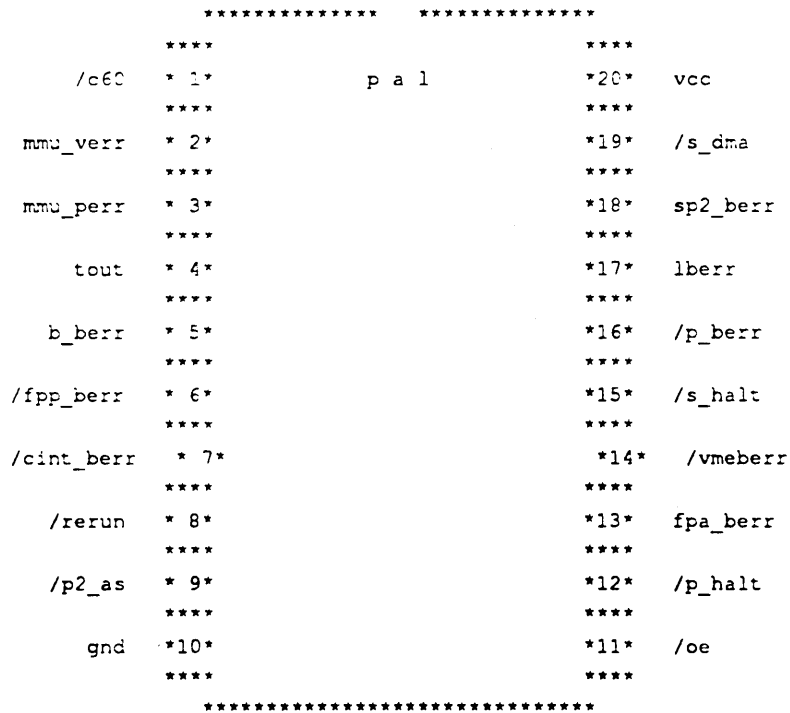 ************** **************
**** ****
/c60 * 1* p a l *20* vcc
**** ****
mmu_verr * 2* *19* /s_dma
**** ****
mmu_perr * 3* *18* sp2_berr
**** ****
tout * 4* *17* lberr
**** ****
b_berr * 5* *16* /p_berr
**** ****
/fpp_berr * 6* *15* /s_halt
**** ****
/cint_berr * 7* *14* /vmeberr
**** ****
/rerun * 8* *13* fpa_berr
**** ****
/p2_as * 9* *12* /p_halt
**** ****
gnd *10* *11* /oe
**** ****
*******************************